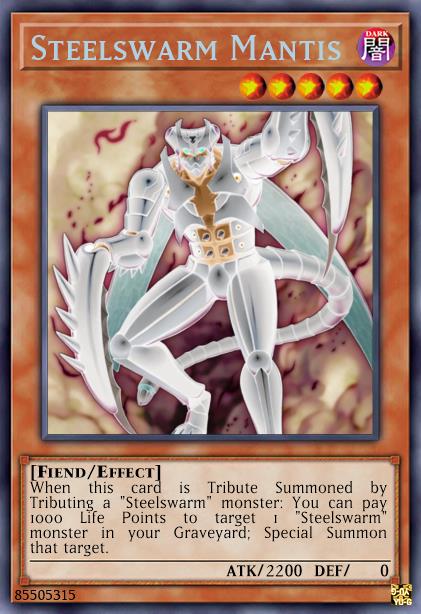 STEELSWARM MANTIS
DARK
闇
[FIEND/EFFECT]
When this card is Tribute Summoned by
Tributing a "Steelswarm" monster: You can pay
1000 Life Points to target 1 "Steelswarm"
monster in your Graveyard; Special Summon
that target.
ATK/2200 DEF/ 0
85505315